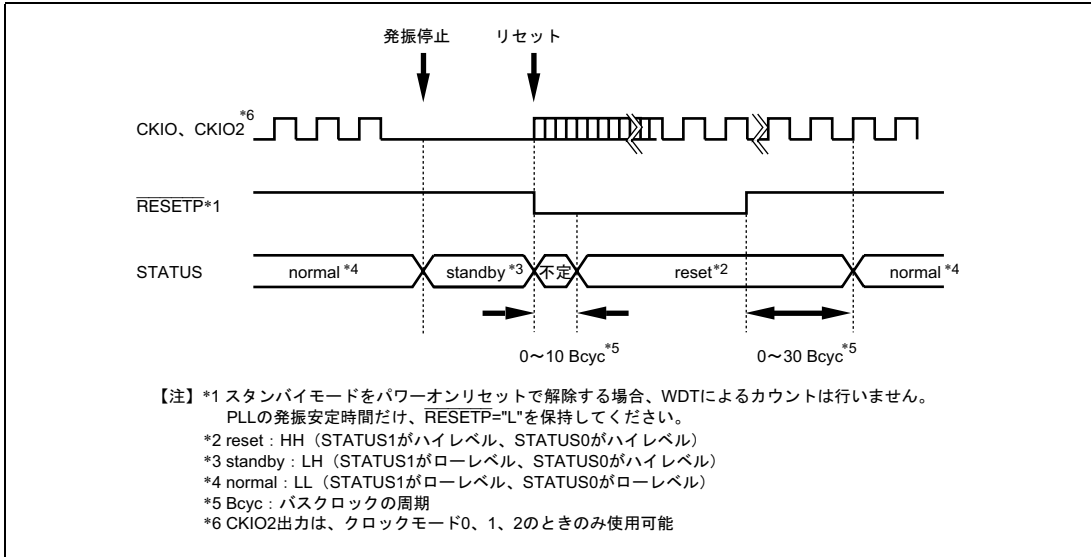 発振停止 リセット
CKIO、CKIO2*6
RESETP*1
STATUS normal*4 standby*3 不定 reset*2 normal*4
0～10 Bcyc*5 0～30 Bcyc*5
【注】*1 スタンバイモードをパワーオンリセットで解除する場合、WDTによるカウントは行いません。
PLLの発振安定時間だけ、RESETP="L"を保持してください。
*2 reset：HH（STATUS1がハイレベル、STATUS0がハイレベル）
*3 standby：LH（STATUS1がローレベル、STATUS0がハイレベル）
*4 normal：LL（STATUS1がローレベル、STATUS0がローレベル）
*5 Bcyc：バスクロックの周期
*6 CKIO2出力は、クロックモード0、1、2のときのみ使用可能